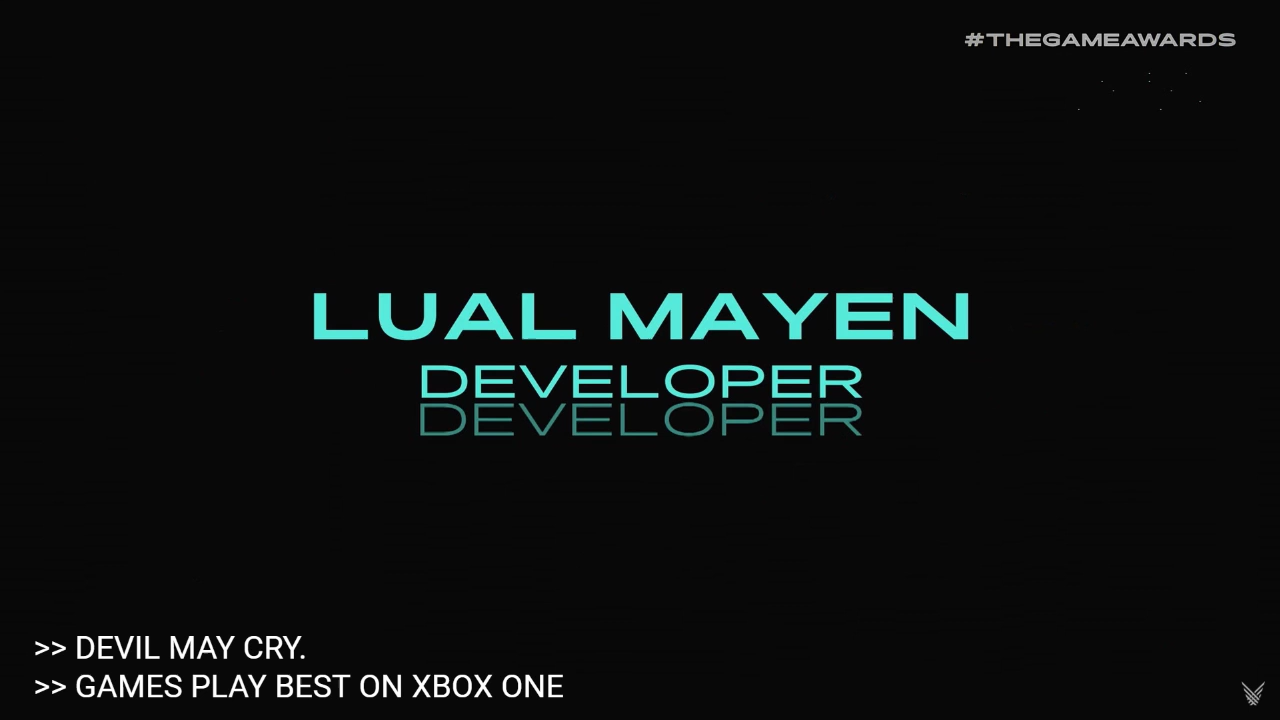 #THEGAMEAWARDS
LUAL MAYEN
DEVELOPER
DEVELOPER
>> DEVIL MAY CRY.
>> GAMES PLAY BEST ON XBOX ONE